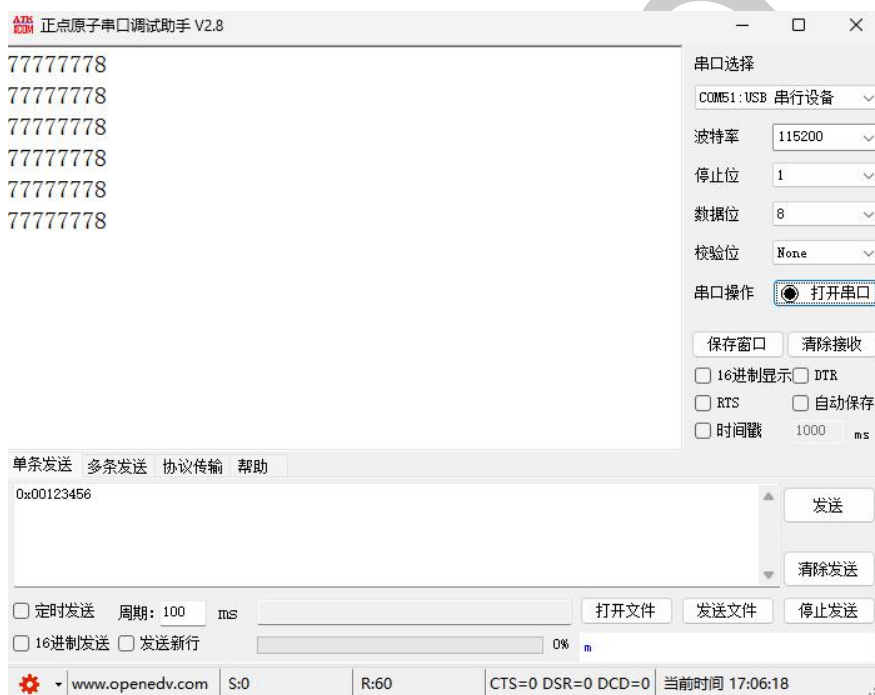 ATK XCOM 正点原子串口调试助手 V2.8
77777778
77777778
77777778
77777778
77777778
77777778
串口选择
COM51:USB 串行设备
波特率 115200
停止位 1
数据位 8
校验位 None
串口操作 打开串口
保存窗口 清除接收
16进制显示 DTR
RTS 自动保存
时间戳 1000 ms
单条发送 多条发送 协议传输 帮助
0x00123456
发送
清除发送
定时发送 周期: 100 ms 打开文件 发送文件 停止发送
16进制发送 发送新行 0% m
www.openedv.com S:0 R:60 CTS=0 DSR=0 DCD=0 当前时间 17:06:18